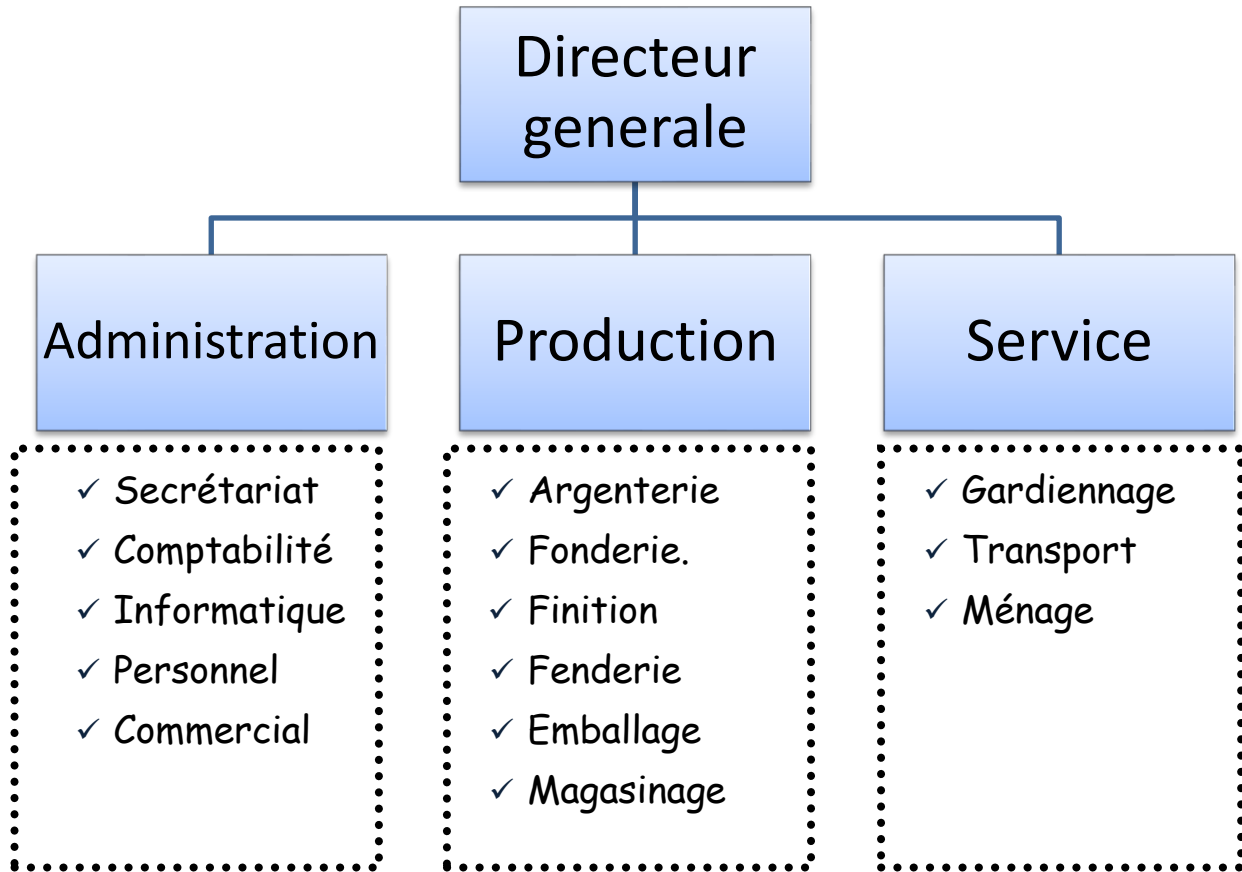 Directeur
generale
Administration
Production
Service
✓ Secrétariat
✓ Comptabilité
✓ Informatique
✓ Personnel
✓ Commercial
✓ Argenterie
✓ Fonderie.
✓ Finition
✓ Fenderie
✓ Emballage
✓ Magasinage
✓ Gardiennage
✓ Transport
✓ Ménage